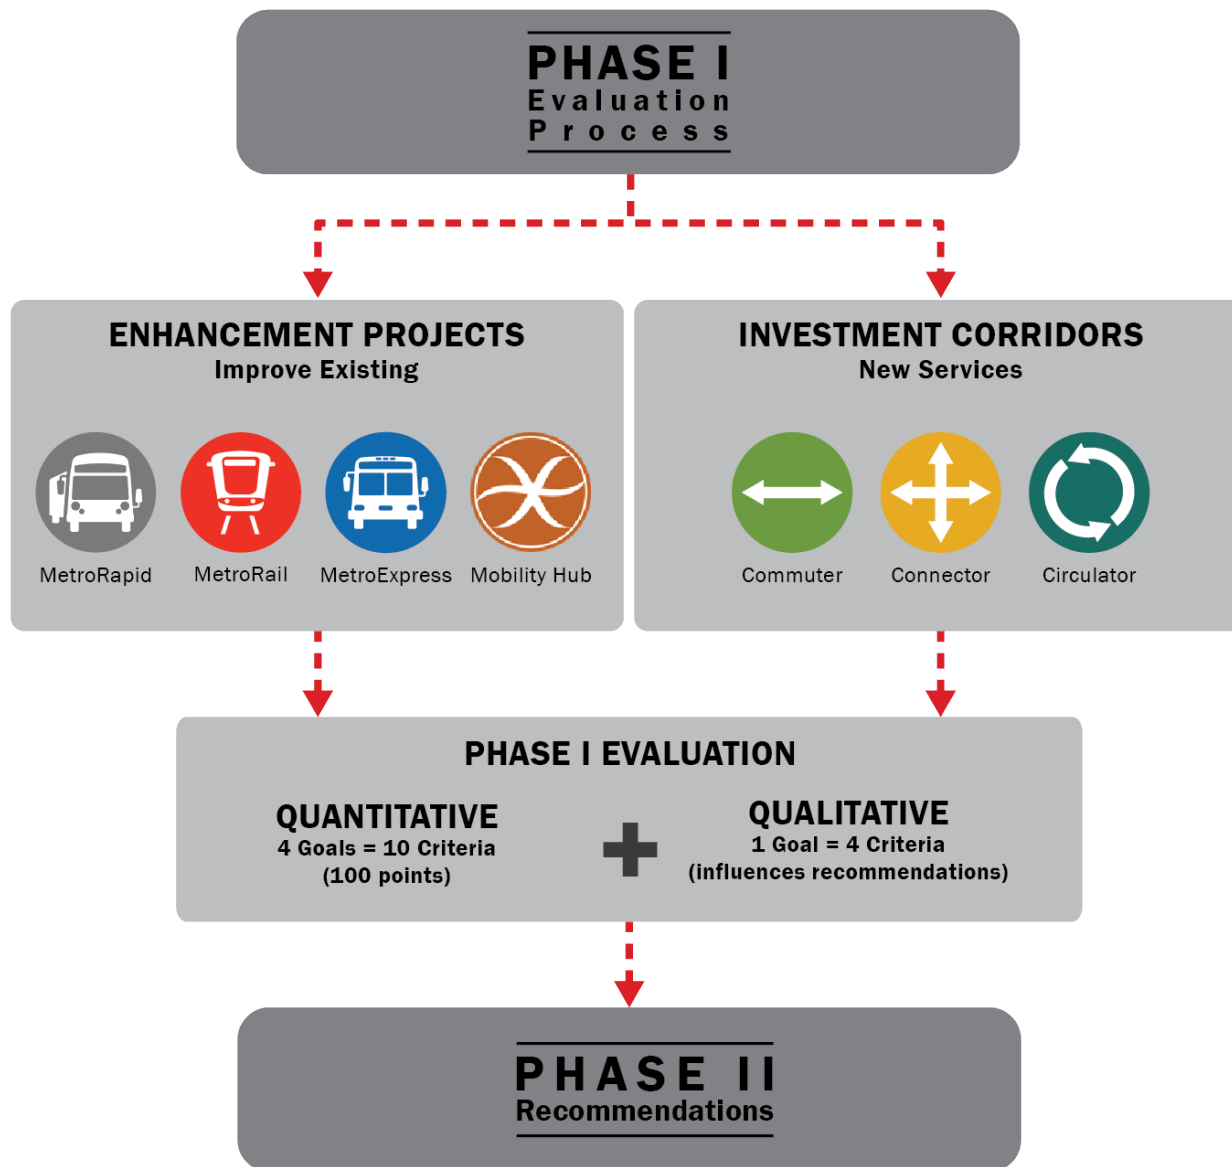 PHASE I
Evaluation
Process
ENHANCEMENT PROJECTS
Improve Existing
MetroRapid
MetroRail
MetroExpress
Mobility Hub
INVESTMENT CORRIDORS
New Services
Commuter
Connector
Circulator
PHASE I EVALUATION
QUANTITATIVE
4 Goals = 10 Criteria
(100 points)
+
QUALITATIVE
1 Goal = 4 Criteria
(influences recommendations)
PHASE II
Recommendations